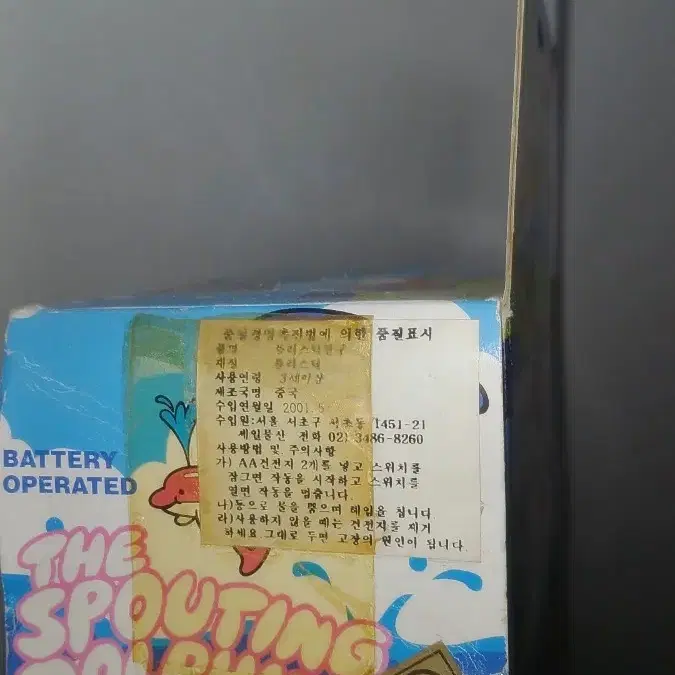 품질경영촉진법에 의한 품질표시
품명 플라스틱완구
재질 플라스틱
사용연령 3세이상
제조국명 중국
수입연월일 2001.5
수입원:서울 서초구 서초동 1451-21
세일물산 전화 02) 3486-8260
사용방법 및 주의사항
가) AA건전지 2개를 넣고 스위치를
잠그면 작동을 시작하고 스위치를
열면 작동을 멈춥니다.
나)등으로 물을 뿜으며 헤엄을 칩니다
라)사용하지 않을 때는 건전지를 제거
하세요 그대로 두면 고장의 원인이 됩니다.
BATTERY
OPERATED
THE
SPOUTING